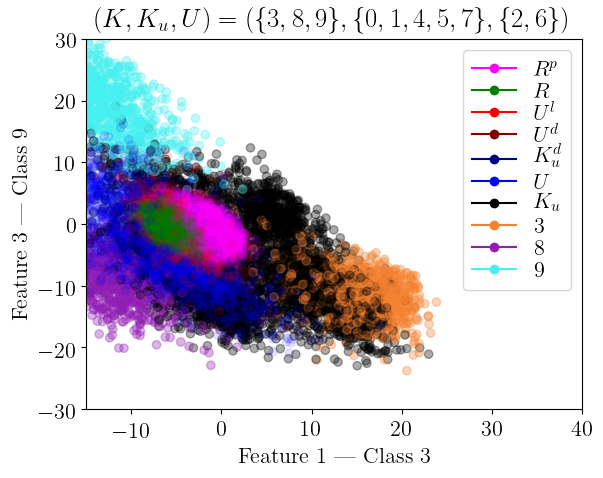 (K, K_u, U) = ({3, 8, 9}, {0, 1, 4, 5, 7}, {2, 6})
30
20
10
0
−10
−20
−30
Feature 3 — Class 9
R^p
R
U^l
U^d
K_u^d
U
K_u
3
8
9
−10
0
10
20
30
40
Feature 1 — Class 3